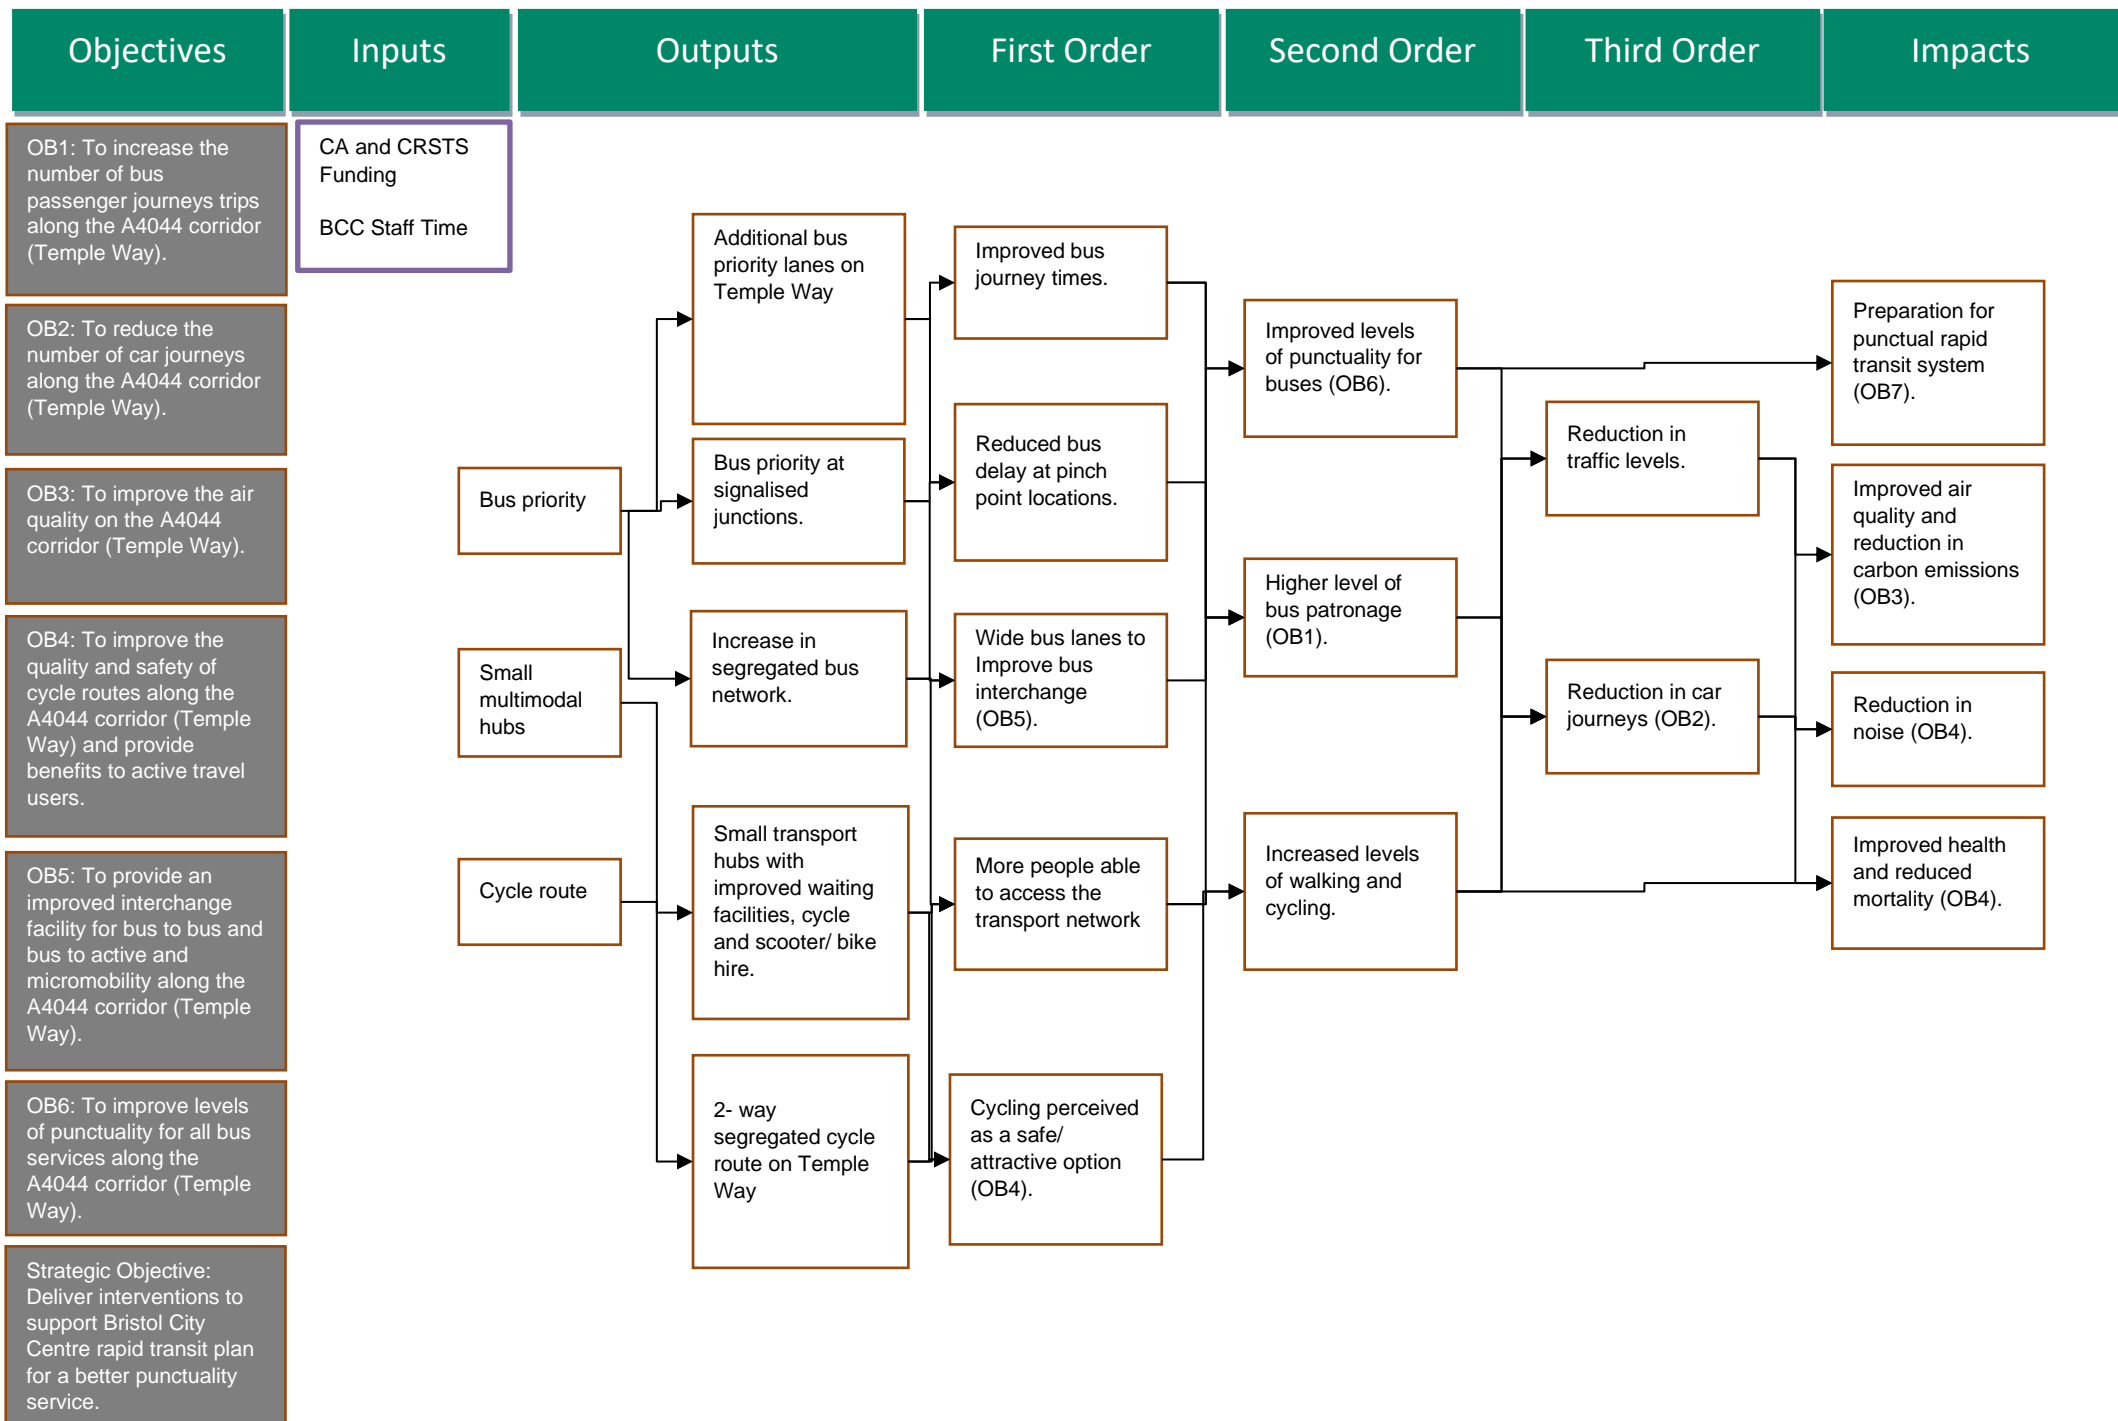 Objectives
Inputs
Outputs
First Order
Second Order
Third Order
Impacts
OB1: To increase the
number of bus
passenger journeys trips
along the A4044 corridor
(Temple Way).
OB2: To reduce the
number of car journeys
along the A4044 corridor
(Temple Way).
OB3: To improve the air
quality on the A4044
corridor (Temple Way).
OB4: To improve the
quality and safety of
cycle routes along the
A4044 corridor (Temple
Way) and provide
benefits to active travel
users.
OB5: To provide an
improved interchange
facility for bus to bus and
bus to active and
micromobility along the
A4044 corridor (Temple
Way).
OB6: To improve levels
of punctuality for all bus
services along the
A4044 corridor (Temple
Way).
Strategic Objective:
Deliver interventions to
support Bristol City
Centre rapid transit plan
for a better punctuality
service.
CA and CRSTS
Funding
BCC Staff Time
Bus priority
Small
multimodal
hubs
Cycle route
Additional bus
priority lanes on
Temple Way
Bus priority at
signalised
junctions.
Increase in
segregated bus
network.
Small transport
hubs with
improved waiting
facilities, cycle
and scooter/ bike
hire.
2- way
segregated cycle
route on Temple
Way
Improved bus
journey times.
Reduced bus
delay at pinch
point locations.
Wide bus lanes to
Improve bus
interchange
(OB5).
More people able
to access the
transport network
Cycling perceived
as a safe/
attractive option
(OB4).
Improved levels
of punctuality for
buses (OB6).
Higher level of
bus patronage
(OB1).
Increased levels
of walking and
cycling.
Reduction in
traffic levels.
Reduction in car
journeys (OB2).
Preparation for
punctual rapid
transit system
(OB7).
Improved air
quality and
reduction in
carbon emissions
(OB3).
Reduction in
noise (OB4).
Improved health
and reduced
mortality (OB4).